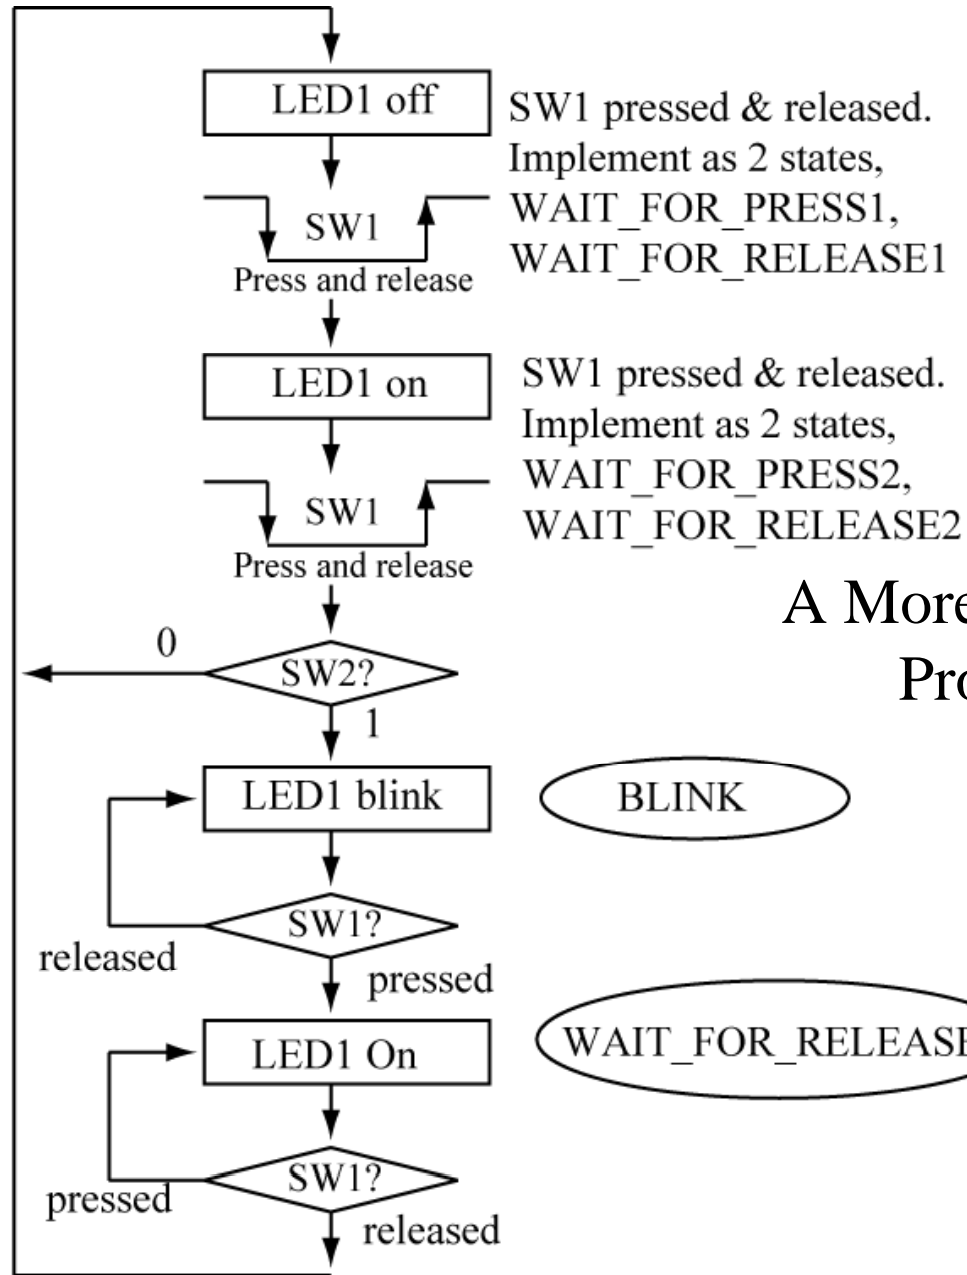 LED1 off
SW1 pressed & released.
Implement as 2 states,
WAIT_FOR_PRESS1,
WAIT_FOR_RELEASE1
SW1
Press and release
LED1 on
SW1 pressed & released.
Implement as 2 states,
WAIT_FOR_PRESS2,
WAIT_FOR_RELEASE2
SW1
Press and release
A More
Pro
0
SW2?
1
LED1 blink
BLINK
SW1?
released
pressed
LED1 On
WAIT_FOR_RELEASE
SW1?
pressed
released